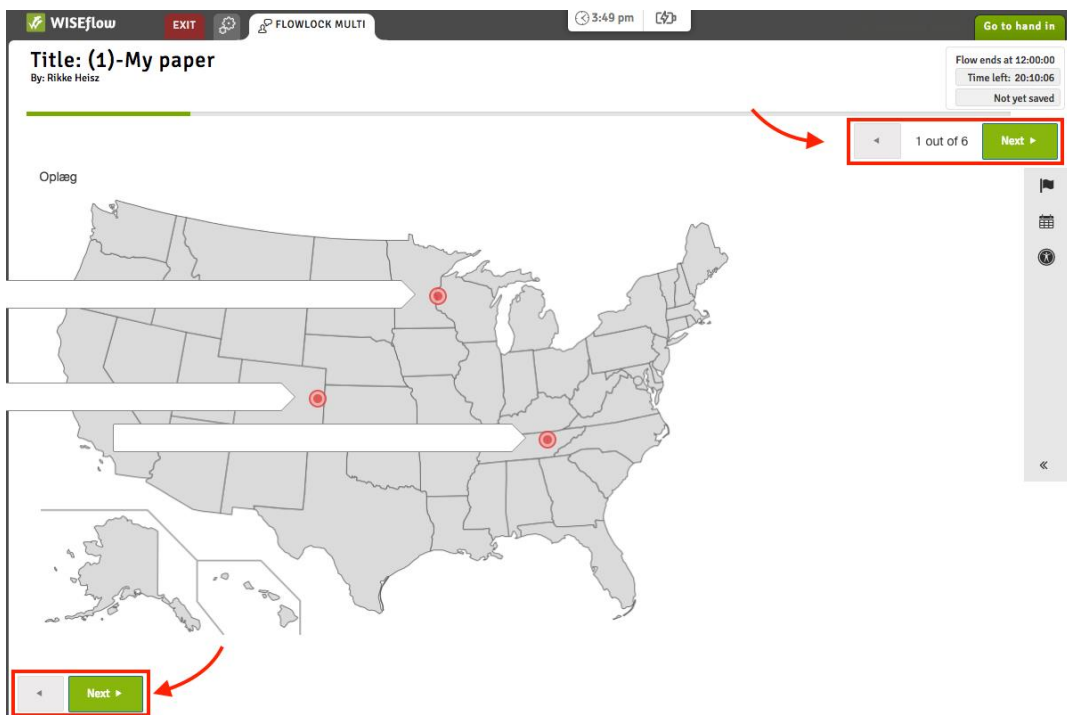 WISEflow
EXIT
FLOWLOCK MULTI
3:49 pm
Go to hand in
Title: (1)-My paper
By: Rikke Heisz
Flow ends at 12:00:00
Time left: 20:10:06
Not yet saved
1 out of 6
Next
Oplæg
Next